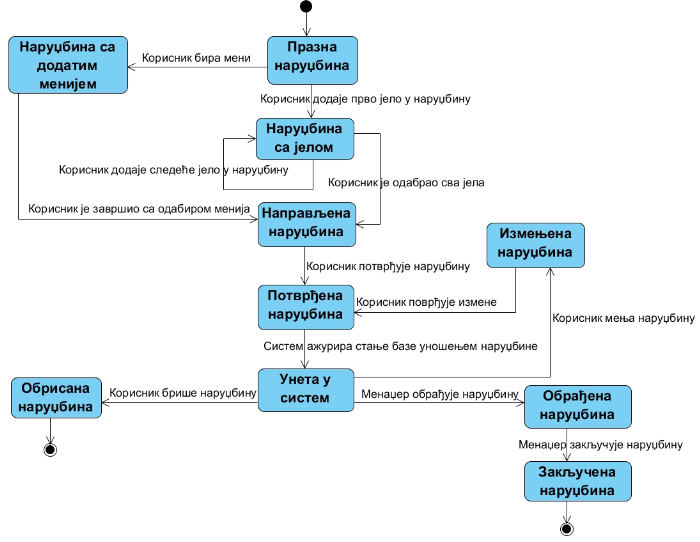 Наруџбина са
додатим
менијем
Корисник бира мени
Празна
наруџбина
Корисник додаје прво јело у наруџбину
Наруџбина
са јелом
Корисник додаје следеће јело у наруџбину
Корисник је одабрао сва јела
Корисник је завршио са одабиром менија
Направљена
наруџбина
Измењена
наруџбина
Корисник потврђује наруџбину
Потврђена
наруџбина
Корисник поврђује измене
Корисник мења наруџбину
Систем ажурира стање базе уношењем наруџбине
Обрисана
наруџбина
Корисник брише наруџбину
Унета у
систем
Менаџер обрађује наруџбину
Обрађена
наруџбина
Менаџер закључује наруџбину
Закључена
наруџбина